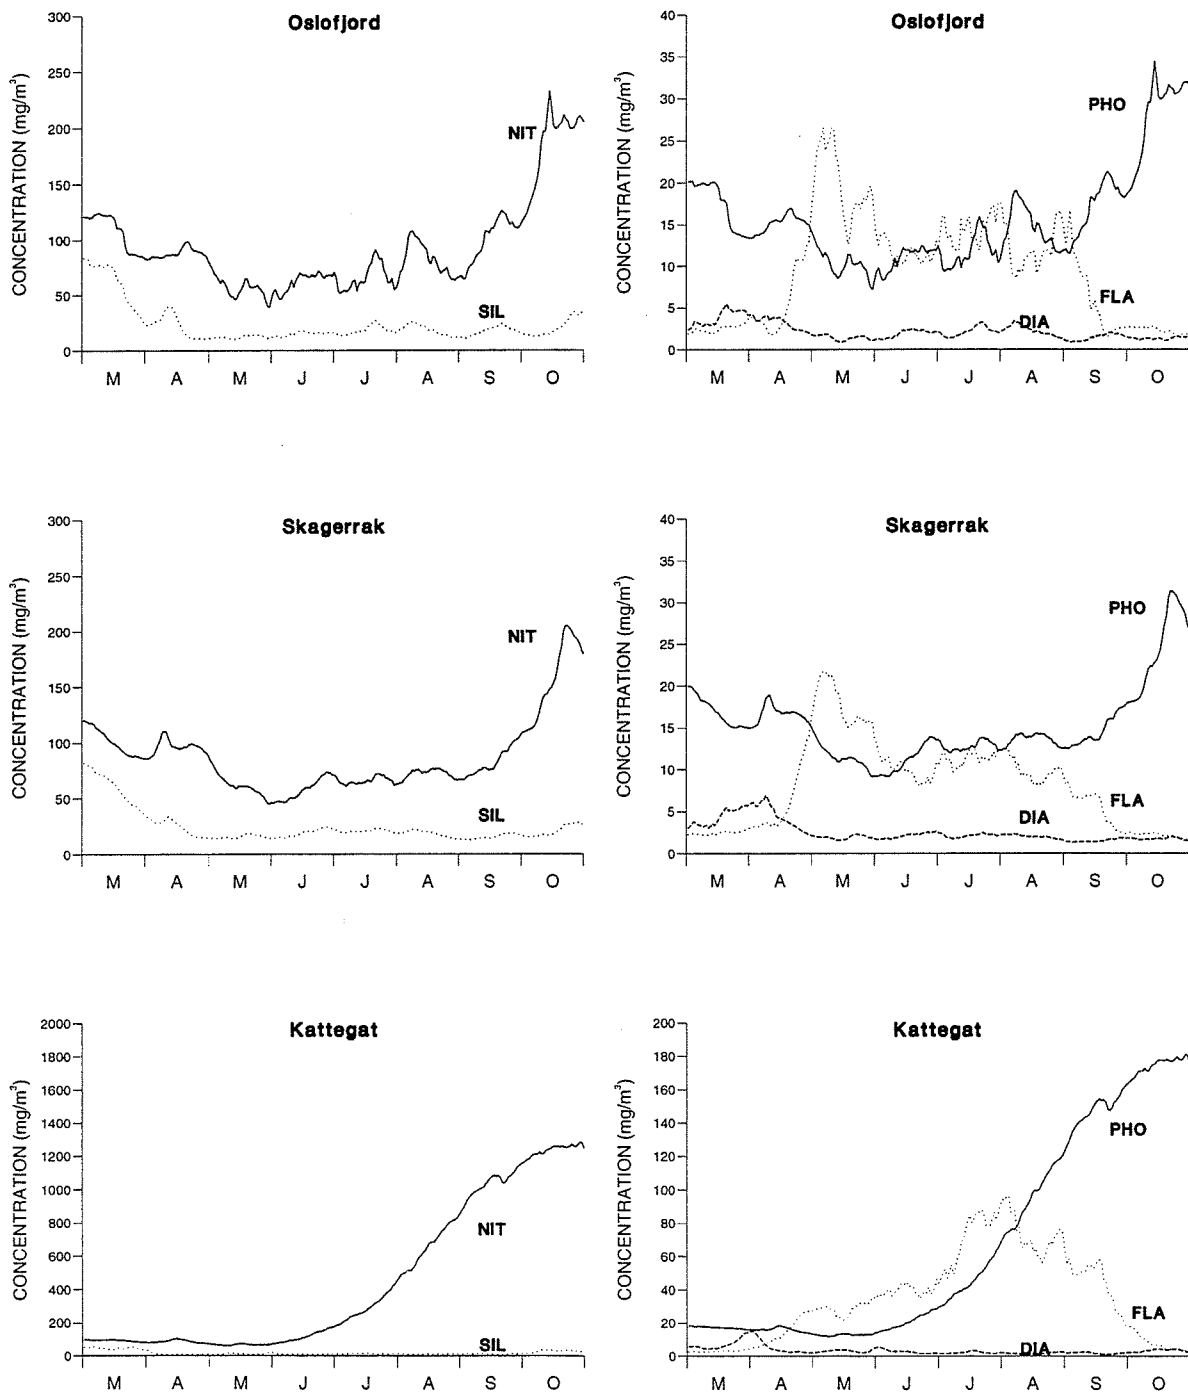 Oslofjord
CONCENTRATION (mg/m³)
300
250
200
150
100
50
0
NIT
SIL
M A M J J A S O
Oslofjord
CONCENTRATION (mg/m³)
40
35
30
25
20
15
10
5
0
PHO
FLA
DIA
M A M J J A S O
Skagerrak
CONCENTRATION (mg/m³)
300
250
200
150
100
50
0
NIT
SIL
M A M J J A S O
Skagerrak
CONCENTRATION (mg/m³)
40
35
30
25
20
15
10
5
0
PHO
FLA
DIA
M A M J J A S O
Kattegat
CONCENTRATION (mg/m³)
2000
1800
1600
1400
1200
1000
800
600
400
200
0
NIT
SIL
M A M J J A S O
Kattegat
CONCENTRATION (mg/m³)
200
180
160
140
120
100
80
60
40
20
0
PHO
FLA
DIA
M A M J J A S O